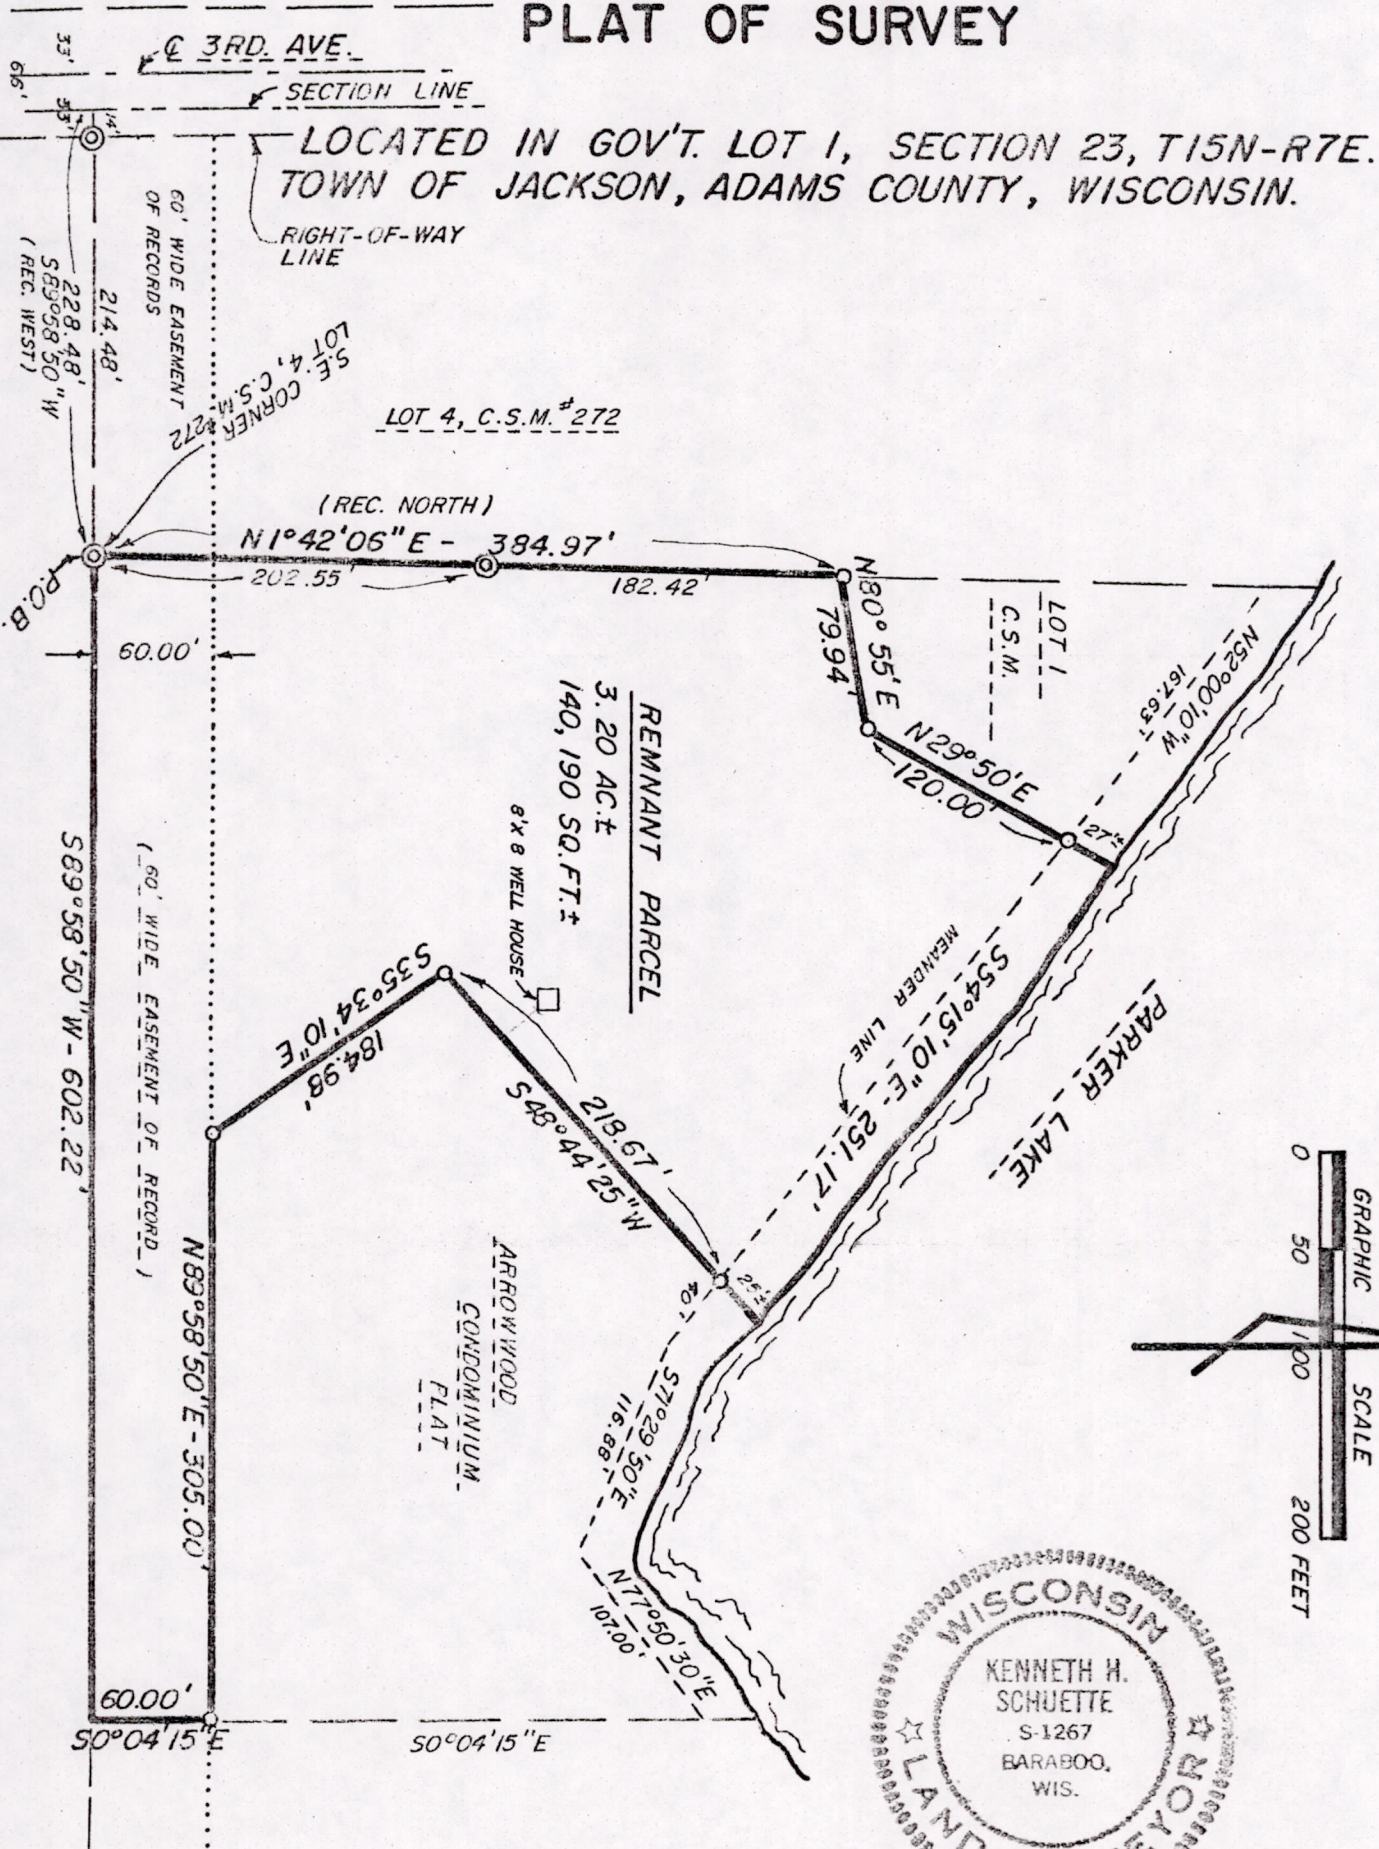 PLAT OF SURVEY
℄ 3RD. AVE.
SECTION LINE
33'
66'
33'
14'
LOCATED IN GOV'T. LOT 1, SECTION 23, T15N-R7E.
TOWN OF JACKSON, ADAMS COUNTY, WISCONSIN.
RIGHT-OF-WAY
LINE
60' WIDE EASEMENT
OF RECORDS
214.48'
228.48'
S89°58'50"W
(REC. WEST)
S.E. CORNER
LOT 4, C.S.M. #272
LOT 4, C.S.M. #272
(REC. NORTH)
N1°42'06"E - 384.97'
202.55'
182.42'
P.O.B.
60.00'
N80°55'E
79.94'
LOT 1
C.S.M.
N52°00'10"W
167.63'
N29°50'E
120.00'
27'±
REMNANT PARCEL
3.20 AC.±
140,190 SQ.FT.±
8'X 8 WELL HOUSE
MEANDER LINE
S54°15'10"E - 251.17'
PARKER LAKE
S35°34'10"E
184.98'
218.67'
S48°44'25"W
25'±
40'
S89°58'50"W - 602.22'
(60' WIDE EASEMENT OF RECORD)
N89°58'50"E - 305.00'
ARROWWOOD
CONDOMINIUM
PLAT
S71°29'50"E
116.88'
N77°50'30"E
107.00'
60.00'
S0°04'15"E
S0°04'15"E
GRAPHIC SCALE
0 50 100 200 FEET
WISCONSIN
KENNETH H.
SCHUETTE
S-1267
BARABOO,
WIS.
LAND